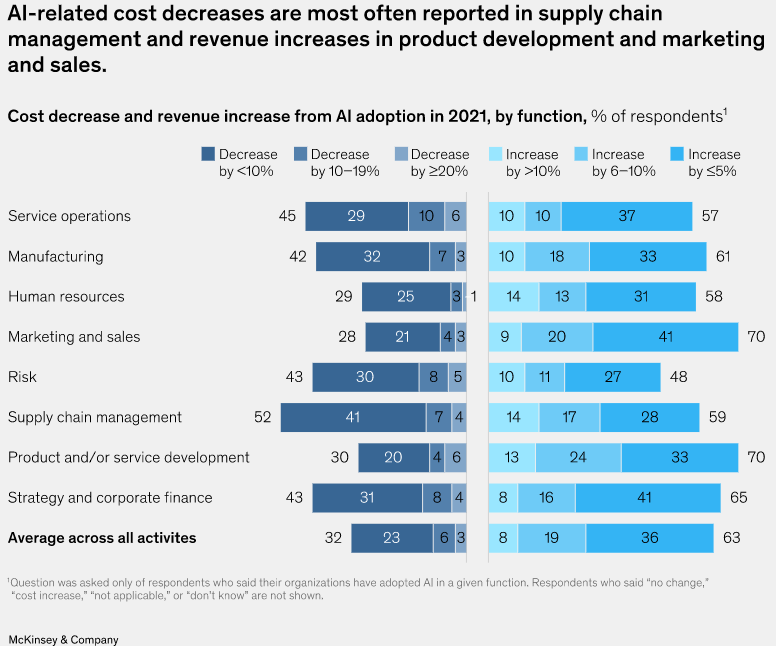 AI-related cost decreases are most often reported in supply chain
management and revenue increases in product development and marketing
and sales.
Cost decrease and revenue increase from AI adoption in 2021, by function, % of respondents¹
Decrease by <10%
Decrease by 10–19%
Decrease by ≥20%
Increase by >10%
Increase by 6–10%
Increase by ≤5%
Service operations 45 29 10 6 10 10 37 57
Manufacturing 42 32 7 3 10 18 33 61
Human resources 29 25 3 1 14 13 31 58
Marketing and sales 28 21 4 3 9 20 41 70
Risk 43 30 8 5 10 11 27 48
Supply chain management 52 41 7 4 14 17 28 59
Product and/or service development 30 20 4 6 13 24 33 70
Strategy and corporate finance 43 31 8 4 8 16 41 65
Average across all activites 32 23 6 3 8 19 36 63
¹Question was asked only of respondents who said their organizations have adopted AI in a given function. Respondents who said “no change,”
“cost increase,” “not applicable,” or “don’t know” are not shown.
McKinsey & Company